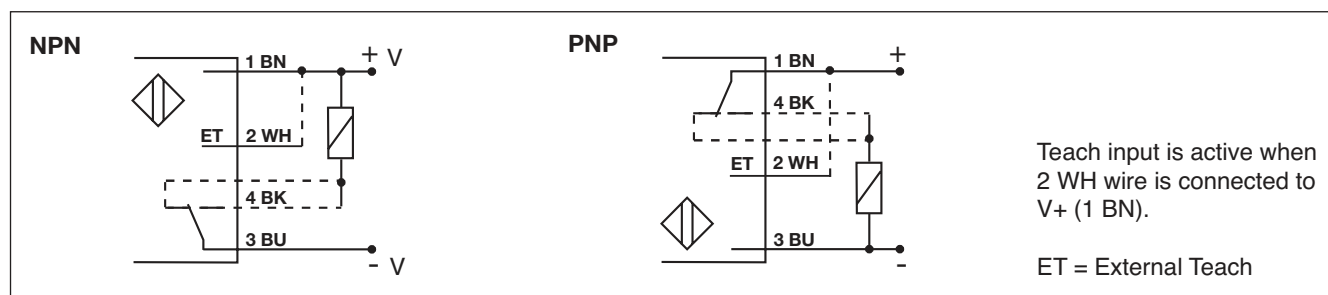 NPN
1 BN
+ V
ET
2 WH
4 BK
3 BU
- V
PNP
1 BN
+
4 BK
ET
2 WH
3 BU
-
Teach input is active when
2 WH wire is connected to
V+ (1 BN).
ET = External Teach